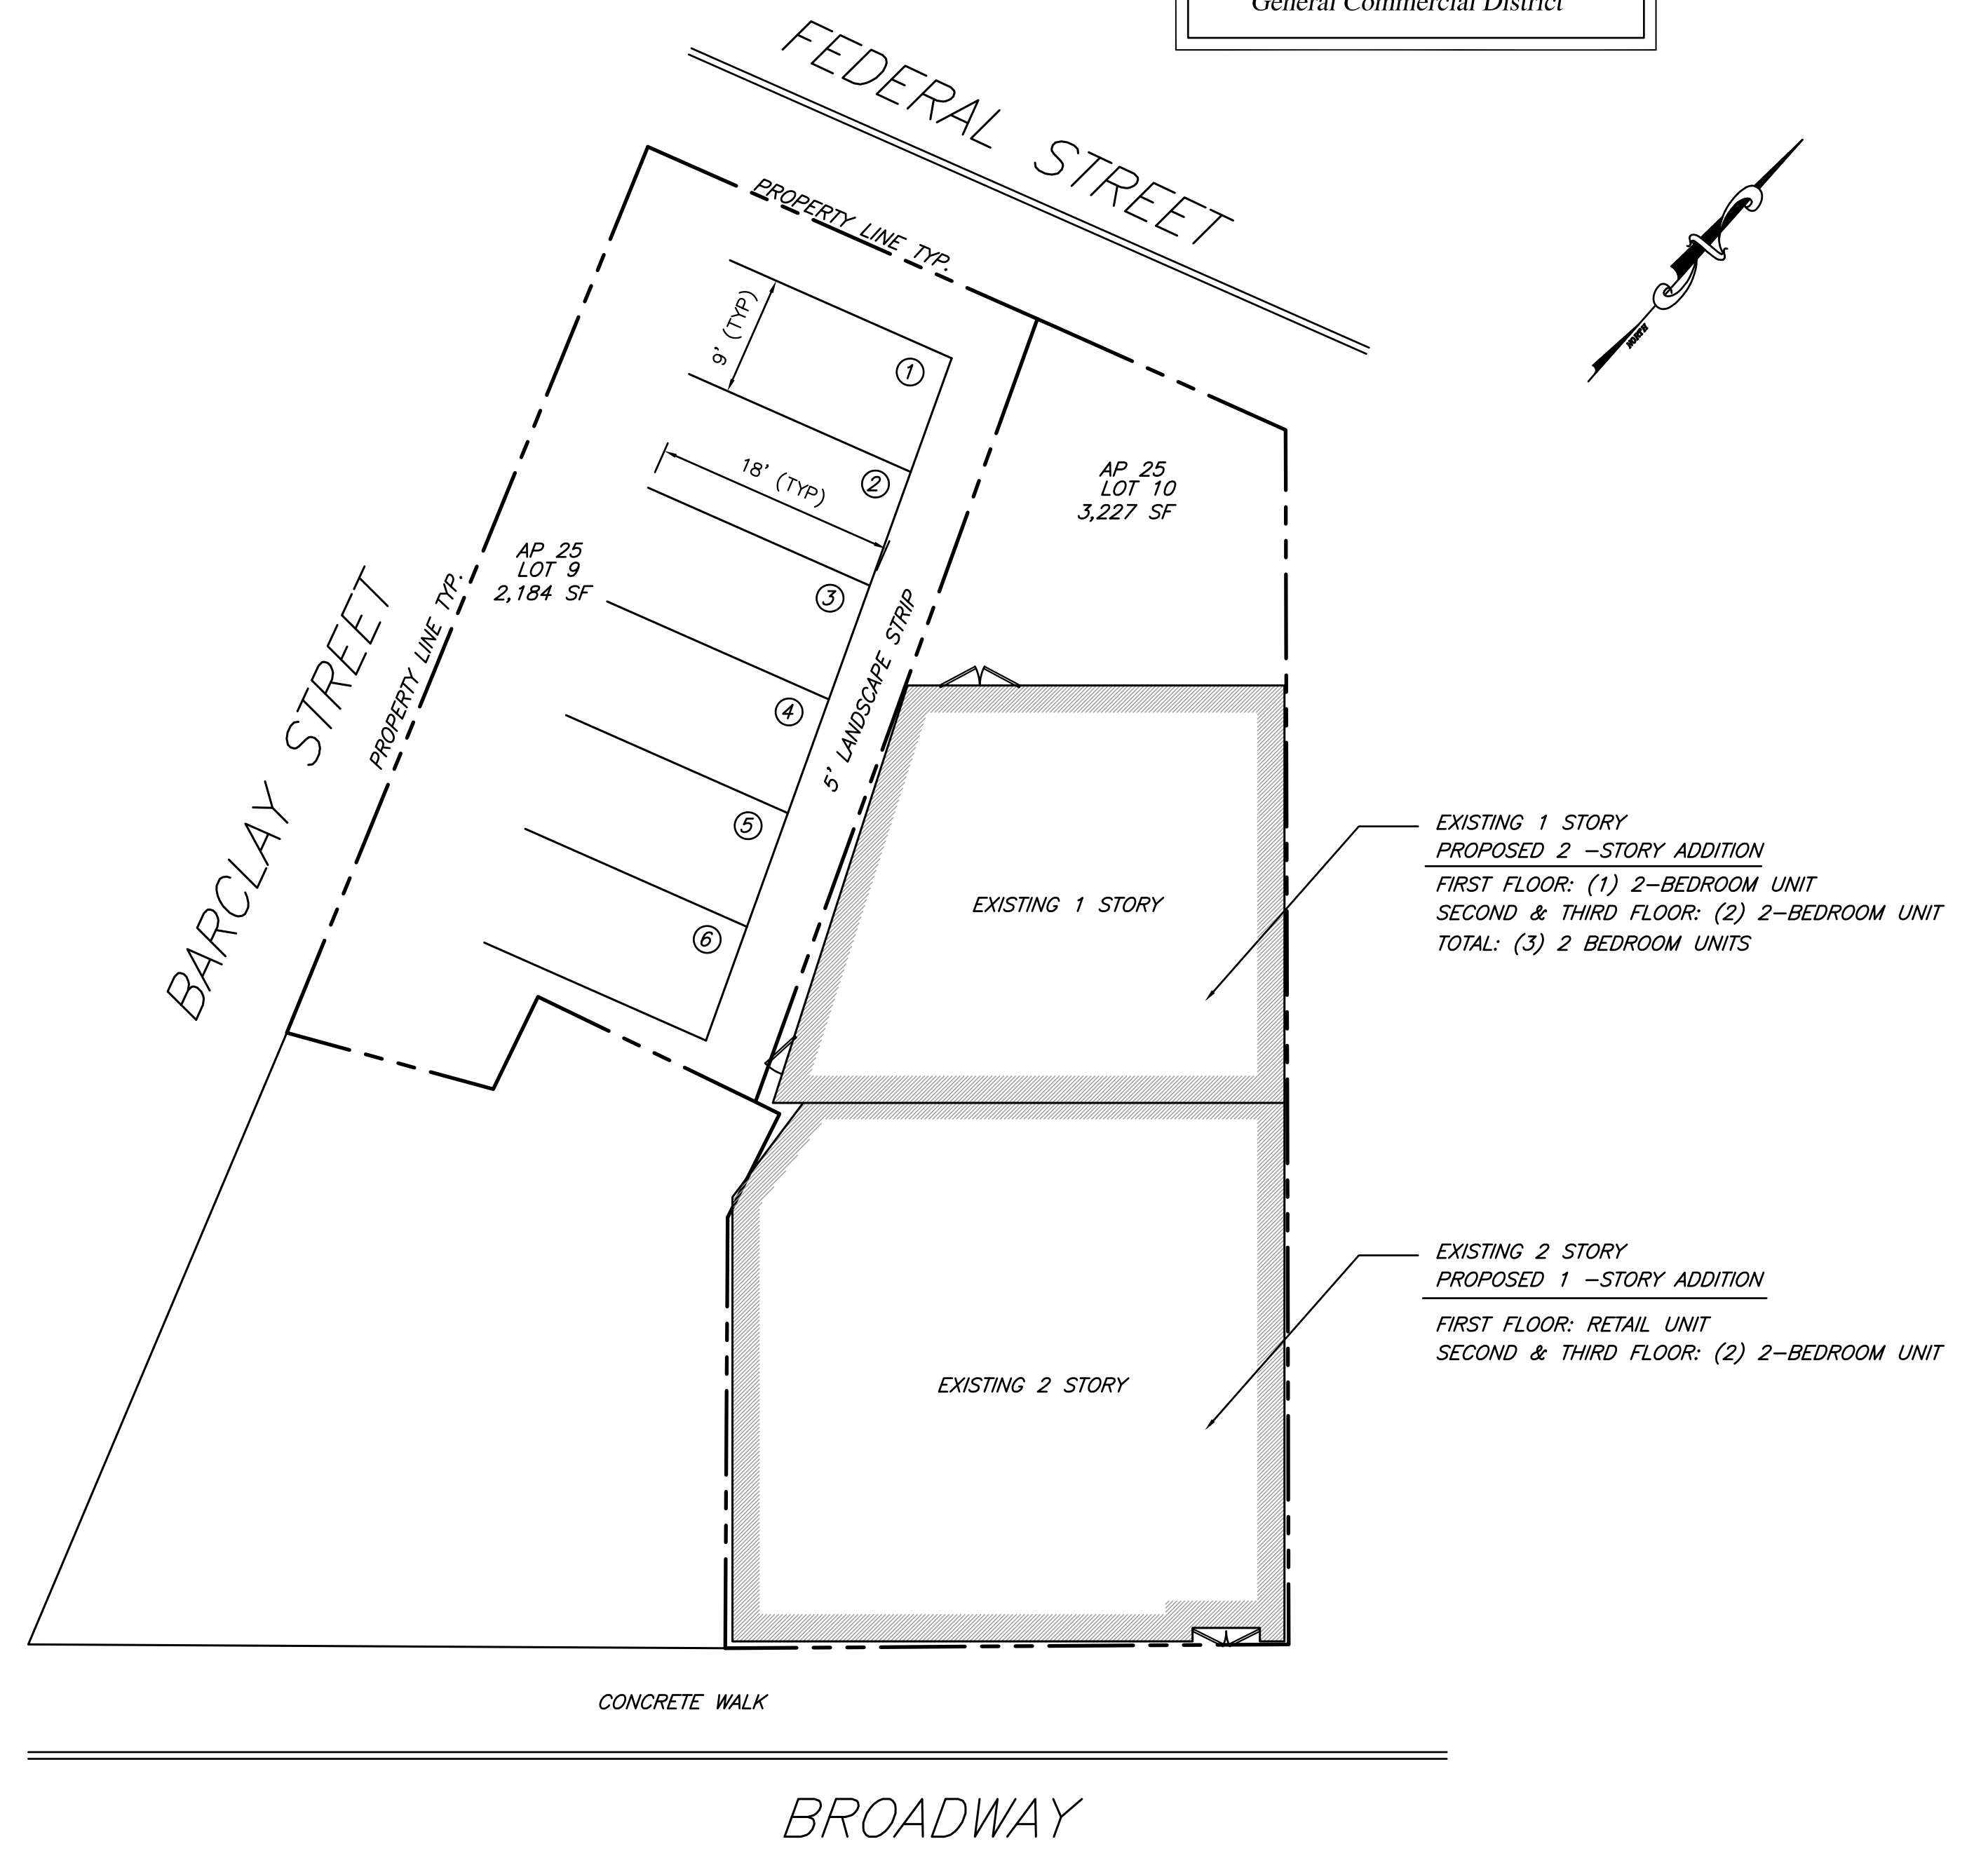 General Commercial District
FEDERAL STREET
PROPERTY LINE TYP.
NORTH
9' (TYP)
1
18' (TYP)
2
AP 25
LOT 10
3,227 SF
AP 25
LOT 9
2,184 SF
3
BARCLAY STREET
PROPERTY LINE TYP.
5' LANDSCAPE STRIP
4
5
6
EXISTING 1 STORY
EXISTING 1 STORY
PROPOSED 2 -STORY ADDITION
FIRST FLOOR: (1) 2-BEDROOM UNIT
SECOND & THIRD FLOOR: (2) 2-BEDROOM UNIT
TOTAL: (3) 2 BEDROOM UNITS
EXISTING 2 STORY
PROPOSED 1 -STORY ADDITION
FIRST FLOOR: RETAIL UNIT
SECOND & THIRD FLOOR: (2) 2-BEDROOM UNIT
EXISTING 2 STORY
CONCRETE WALK
BROADWAY